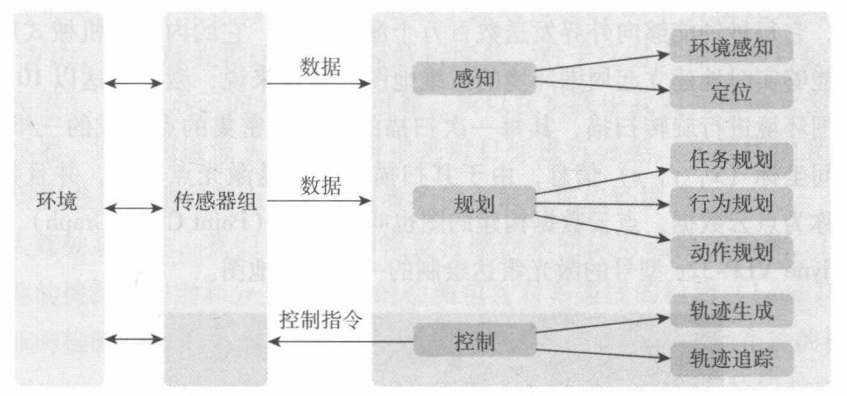 数据
感知
环境感知
定位
环境
传感器组
数据
规划
任务规划
行为规划
动作规划
控制指令
控制
轨迹生成
轨迹追踪